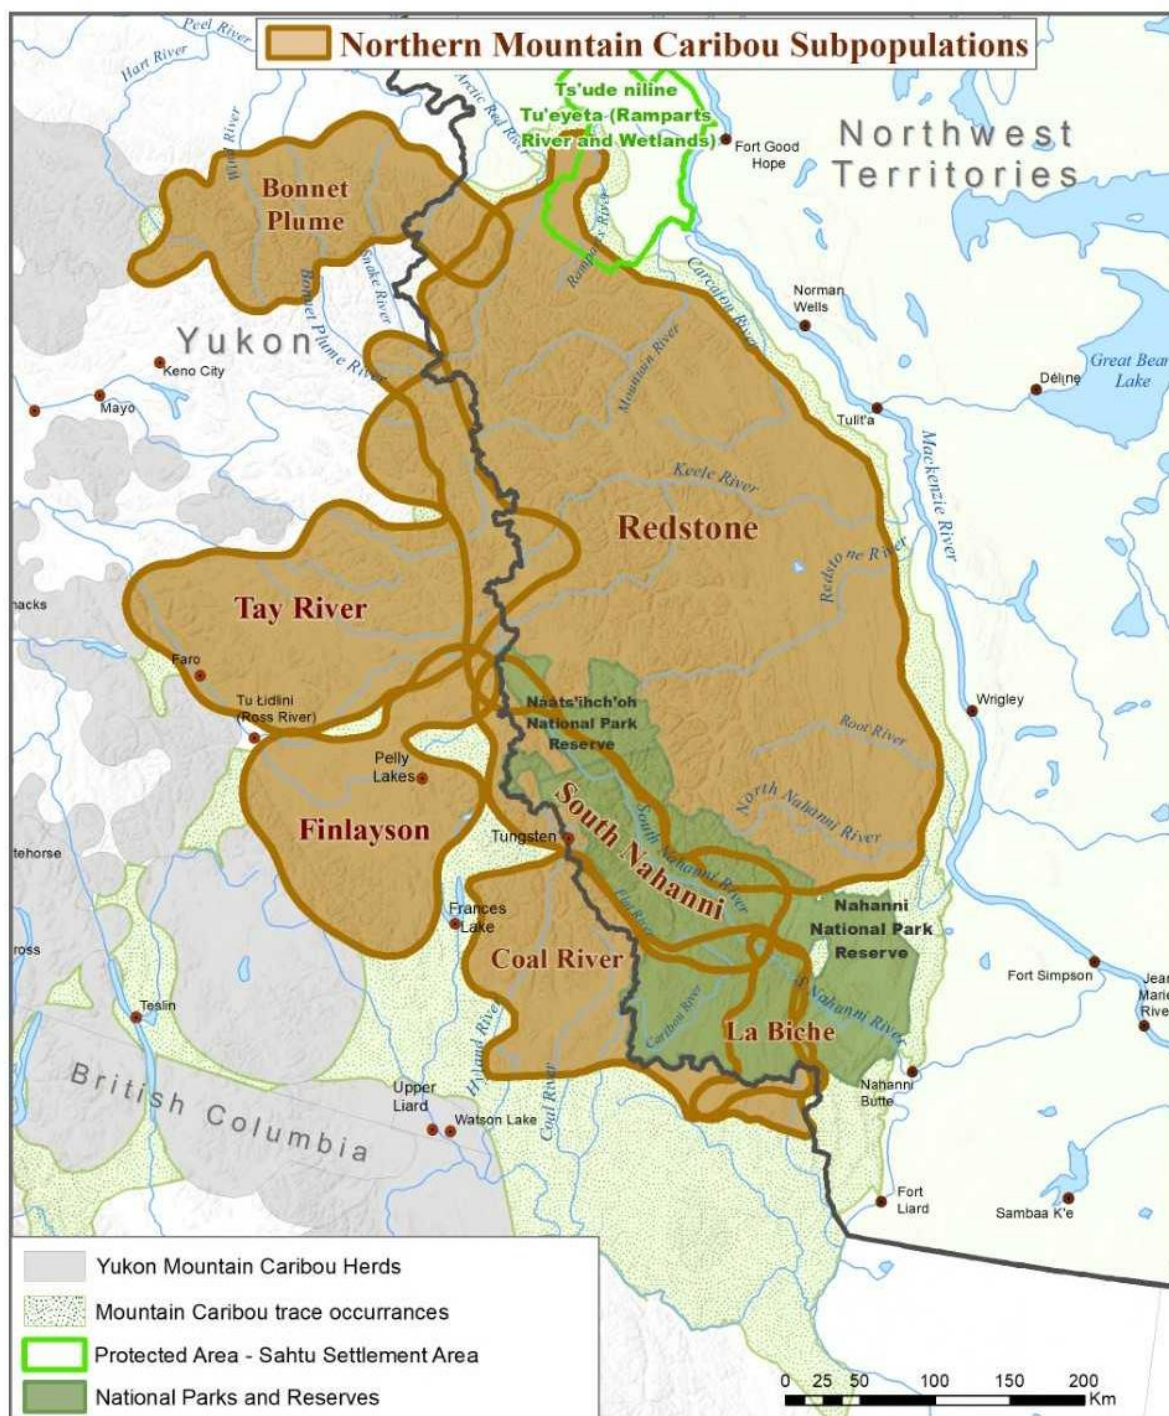 Northern Mountain Caribou Subpopulations
Peel River
Hart River
Wind River
Arctic Red River
Ts'ude niline
Tu'eyeta (Ramparts
River and Wetlands)
Fort Good
Hope
Northwest
Territories
Bonnet
Plume
Ramparts River
Snake River
Bonnet Plume River
Carcajou River
Norman
Wells
Yukon
Keno City
Mayo
Mountain River
Great Bear
Lake
Délįnę
Tulit'a
Mackenzie River
Keele River
Redstone
Redstone River
Tay River
Faro
Tu Łidlini
(Ross River)
Nááts'ihch'oh
National Park
Reserve
Wrigley
Root River
Pelly
Lakes
North Nahanni River
Finlayson
Tungsten
South Nahanni
South Nahanni River
Flat River
Nahanni
National Park
Reserve
tehorse
Frances
Lake
Coal River
Fort Simpson
Jean
Marie
River
Teslin
S Nahanni River
Caribou River
La Biche
Hyland River
Coal River
Nahanni
Butte
British Columbia
Upper
Liard
Watson Lake
Fort
Liard
Sambaa K'e
Yukon Mountain Caribou Herds
Mountain Caribou trace occurrances
Protected Area - Sahtu Settlement Area
National Parks and Reserves
0 25 50 100 150 200
Km